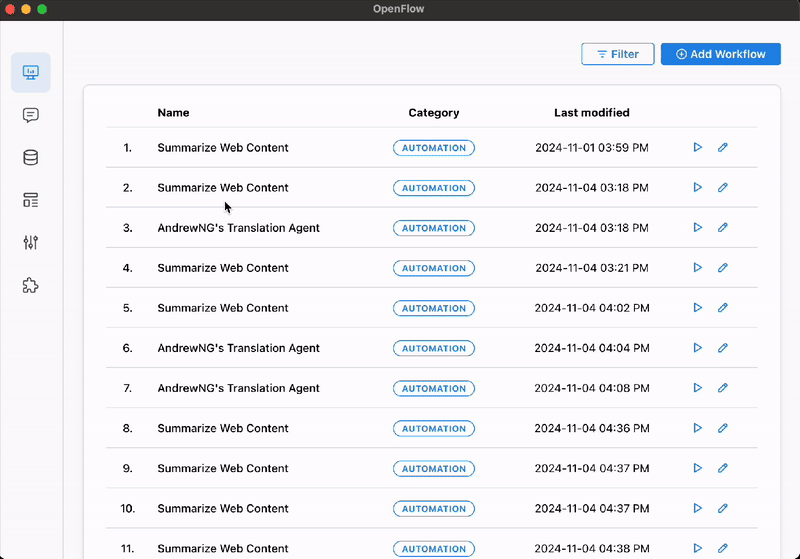 OpenFlow
Filter
Add Workflow
Name Category Last modified
1. Summarize Web Content AUTOMATION 2024-11-01 03:59 PM
2. Summarize Web Content AUTOMATION 2024-11-04 03:18 PM
3. AndrewNG's Translation Agent AUTOMATION 2024-11-04 03:18 PM
4. Summarize Web Content AUTOMATION 2024-11-04 03:21 PM
5. Summarize Web Content AUTOMATION 2024-11-04 04:02 PM
6. AndrewNG's Translation Agent AUTOMATION 2024-11-04 04:04 PM
7. AndrewNG's Translation Agent AUTOMATION 2024-11-04 04:08 PM
8. Summarize Web Content AUTOMATION 2024-11-04 04:36 PM
9. Summarize Web Content AUTOMATION 2024-11-04 04:37 PM
10. Summarize Web Content AUTOMATION 2024-11-04 04:37 PM
11. Summarize Web Content AUTOMATION 2024-11-04 04:38 PM